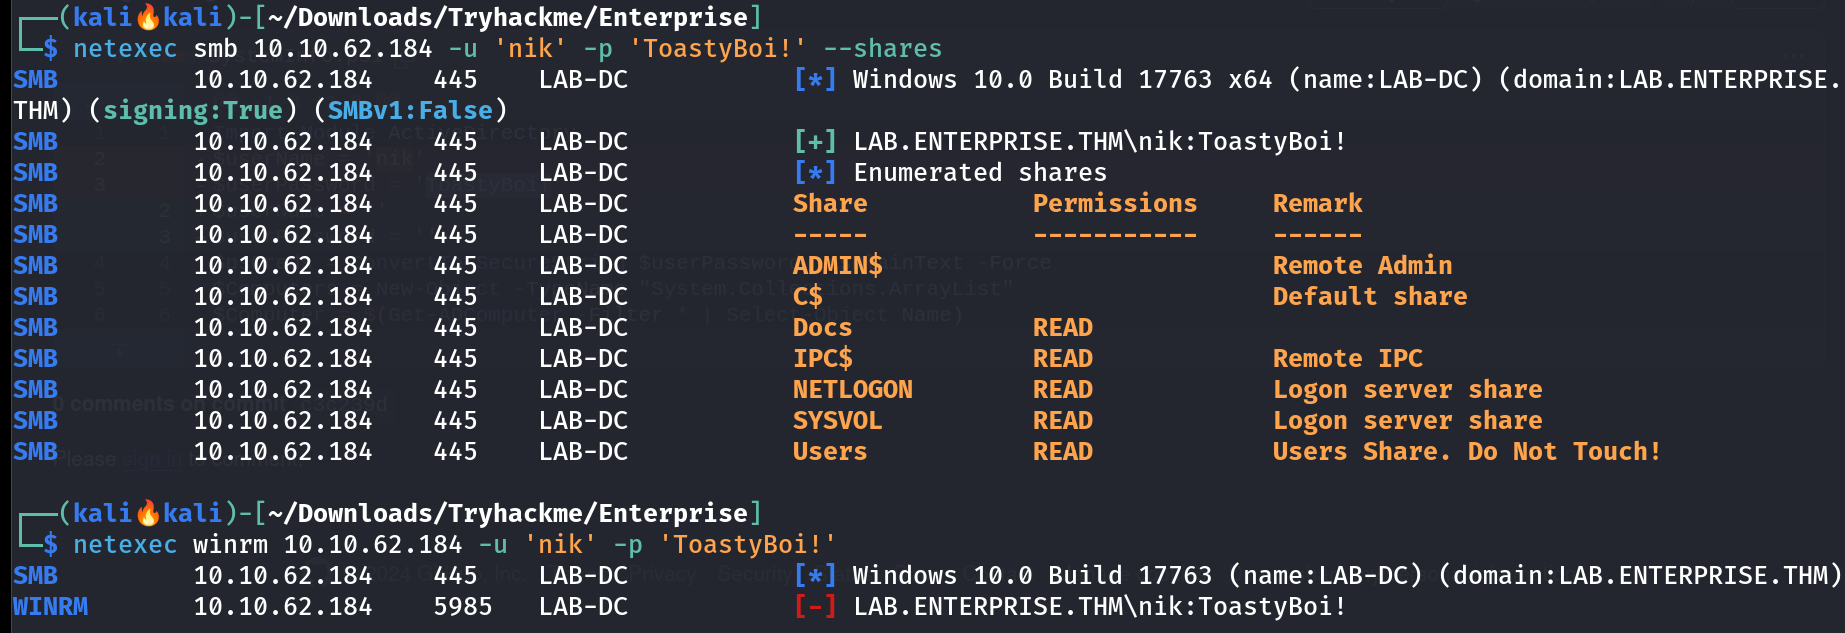 ┌──(kali🔥kali)-[~/Downloads/Tryhackme/Enterprise]
└─$ netexec smb 10.10.62.184 -u 'nik' -p 'ToastyBoi!' --shares
SMB 10.10.62.184 445 LAB-DC [*] Windows 10.0 Build 17763 x64 (name:LAB-DC) (domain:LAB.ENTERPRISE.
THM) (signing:True) (SMBv1:False)
SMB 10.10.62.184 445 LAB-DC [+] LAB.ENTERPRISE.THM\nik:ToastyBoi!
SMB 10.10.62.184 445 LAB-DC [*] Enumerated shares
SMB 10.10.62.184 445 LAB-DC Share Permissions Remark
SMB 10.10.62.184 445 LAB-DC ----- ----------- ------
SMB 10.10.62.184 445 LAB-DC ADMIN$ Remote Admin
SMB 10.10.62.184 445 LAB-DC C$ Default share
SMB 10.10.62.184 445 LAB-DC Docs READ
SMB 10.10.62.184 445 LAB-DC IPC$ READ Remote IPC
SMB 10.10.62.184 445 LAB-DC NETLOGON READ Logon server share
SMB 10.10.62.184 445 LAB-DC SYSVOL READ Logon server share
SMB 10.10.62.184 445 LAB-DC Users READ Users Share. Do Not Touch!
┌──(kali🔥kali)-[~/Downloads/Tryhackme/Enterprise]
└─$ netexec winrm 10.10.62.184 -u 'nik' -p 'ToastyBoi!'
SMB 10.10.62.184 445 LAB-DC [*] Windows 10.0 Build 17763 (name:LAB-DC) (domain:LAB.ENTERPRISE.THM)
WINRM 10.10.62.184 5985 LAB-DC [-] LAB.ENTERPRISE.THM\nik:ToastyBoi!